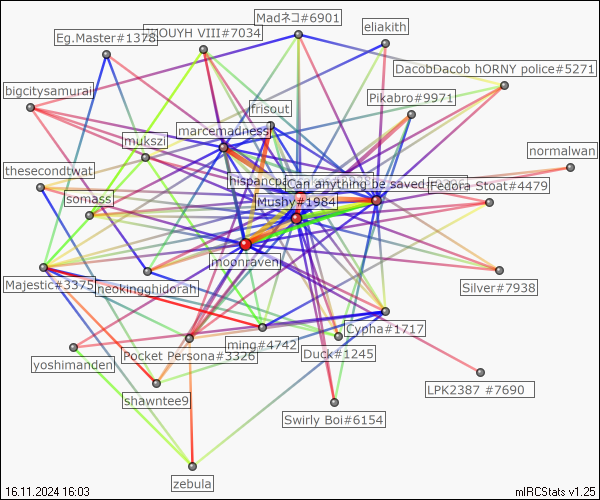 Madネコ#6901
eliakith
Eg.Master#1378
OUYH VIII#7034
DacobDacob hORNY police#5271
bigcitysamurai
Pikabro#9971
frisout
marcemadness
mukszi
normalwan
thesecondtwat
hispancpa
Can anything be saved
Fedora Stoat#4479
somass
Mushy#1984
moonraven
Majestic#3375
neokingghidorah
Silver#7938
Cypha#1717
ming#4742
Pocket Persona#3326
Duck#1245
yoshimanden
LPK2387 #7690
shawntee9
Swirly Boi#6154
zebula
16.11.2024 16:03
mIRCStats v1.25